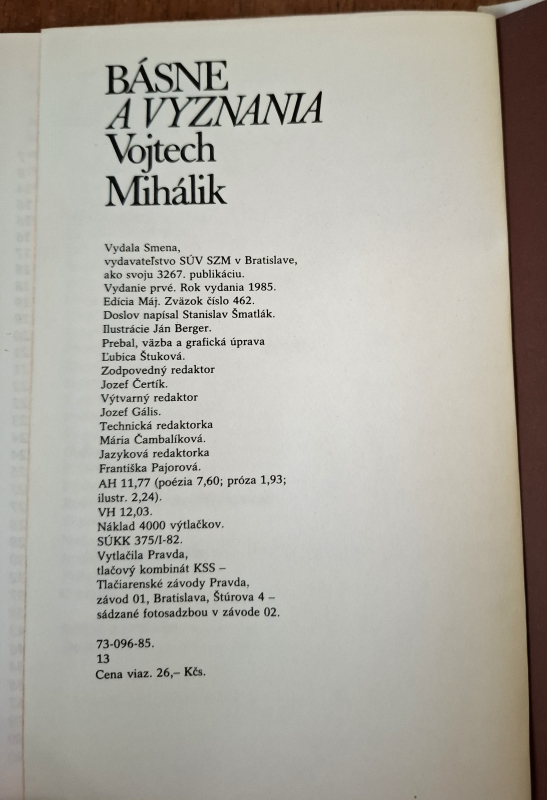 BÁSNE
A VYZNANIA
Vojtech
Mihálik
Vydala Smena,
vydavateľstvo SÚV SZM v Bratislave,
ako svoju 3267. publikáciu.
Vydanie prvé. Rok vydania 1985.
Edícia Máj. Zväzok číslo 462.
Doslov napísal Stanislav Šmatlák.
Ilustrácie Ján Berger.
Prebal, väzba a grafická úprava
Ľubica Štuková.
Zodpovedný redaktor
Jozef Čertík.
Výtvarný redaktor
Jozef Gális.
Technická redaktorka
Mária Čambalíková.
Jazyková redaktorka
Františka Pajorová.
AH 11,77 (poézia 7,60; próza 1,93;
ilustr. 2,24).
VH 12,03.
Náklad 4000 výtlačkov.
SÚKK 375/I-82.
Vytlačila Pravda,
tlačový kombinát KSS –
Tlačiarenské závody Pravda,
závod 01, Bratislava, Štúrova 4 –
sádzané fotosadzbou v závode 02.
73-096-85.
13
Cena viaz. 26,– Kčs.